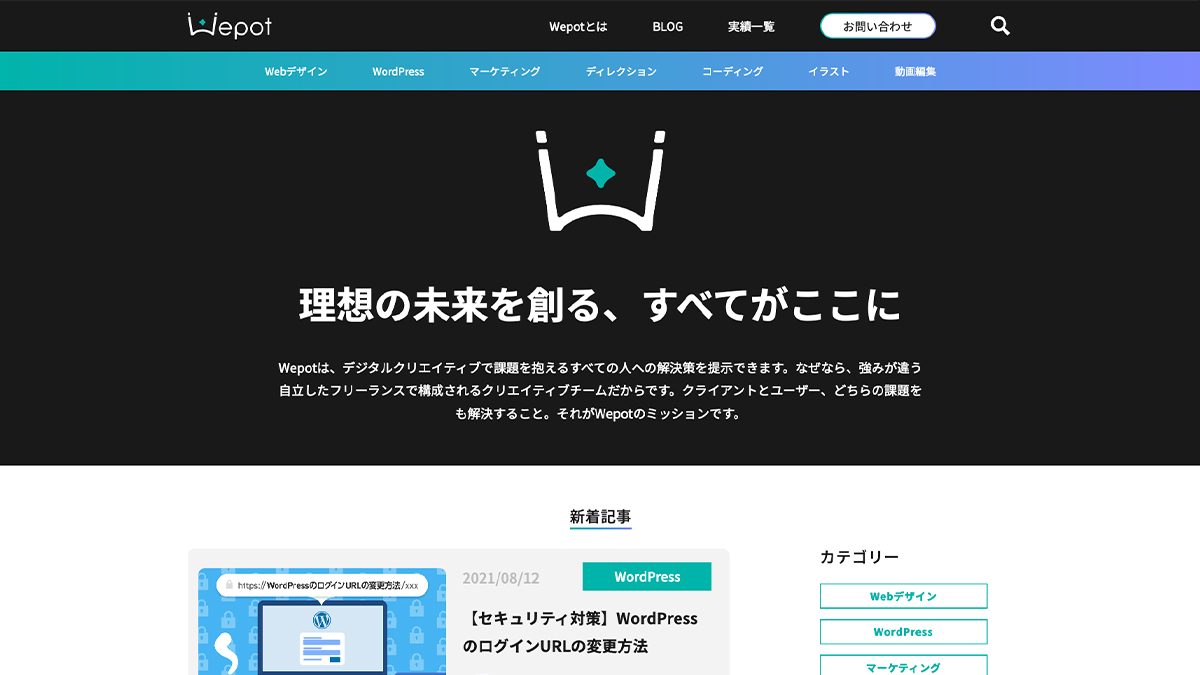 Wepot
Wepotとは
BLOG
実績一覧
お問い合わせ
Webデザイン
WordPress
マーケティング
ディレクション
コーディング
イラスト
動画編集
理想の未来を創る、すべてがここに
Wepotは、デジタルクリエイティブで課題を抱えるすべての人への解決策を提示できます。なぜなら、強みが違う
自立したフリーランスで構成されるクリエイティブチームだからです。クライアントとユーザー、どちらの課題を
も解決すること。それがWepotのミッションです。
新着記事
https://WordPressのログインURLの変更方法/xxx
2021/08/12
WordPress
【セキュリティ対策】WordPress
のログインURLの変更方法
カテゴリー
Webデザイン
WordPress
マーケティング